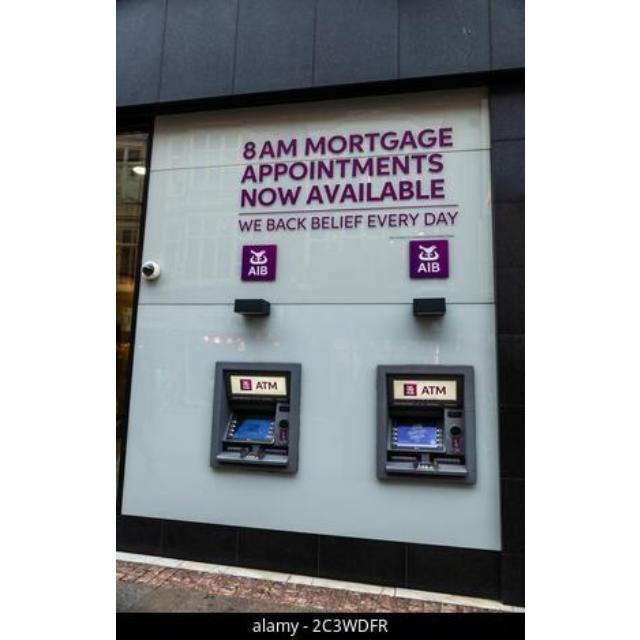 8AM MORTGAGE
APPOINTMENTS
NOW AVAILABLE
WE BACK BELIEF EVERY DAY
AIB
AIB
ATM
ATM
alamy - 2C3WDFR